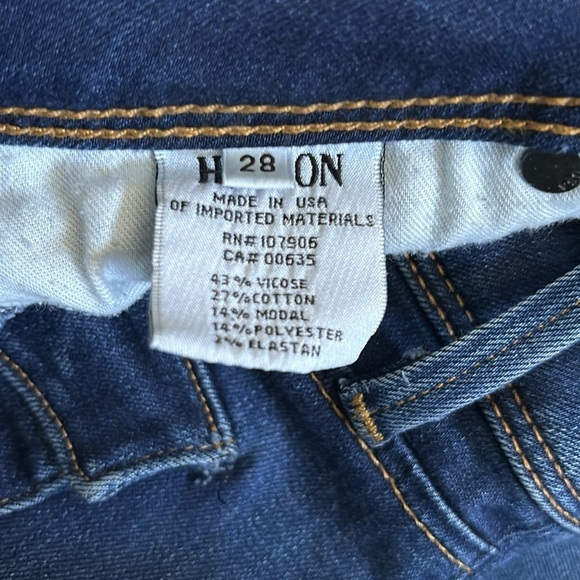 H 28 ON
MADE IN USA
OF IMPORTED MATERIALS
RN# 107906
CA# 00635
43% VICOSE
27% COTTON
14% MODAL
14% POLYESTER
2% ELASTAN